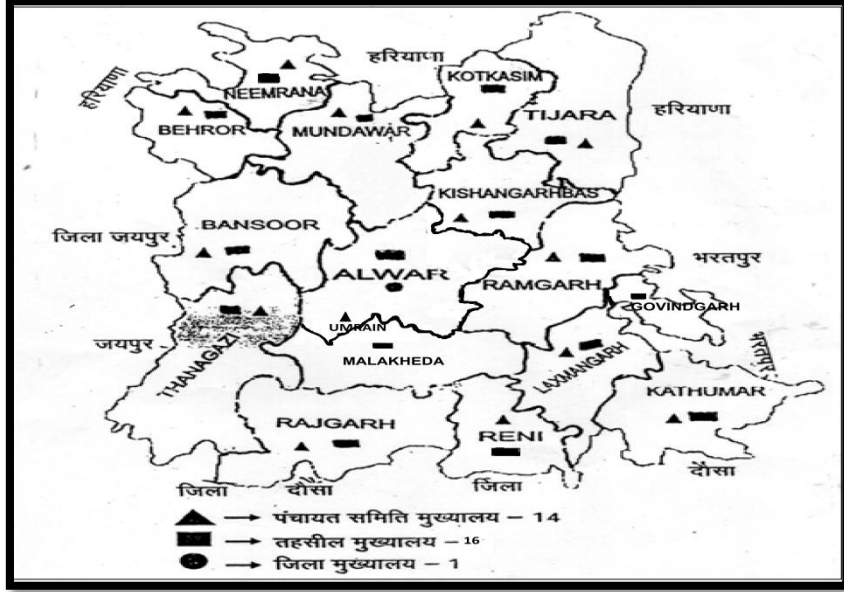 हरियाणा
हरियाणा
NEEMRANA
KOTKASIM
BEHROR
MUNDAWAR
TIJARA
हरियाणा
KISHANGARHBAS
जिला जयपुर
BANSOOR
भरतपुर
ALWAR
RAMGARH
GOVINDGARH
UMRAIN
जयपुर
THANAGAZI
MALAKHEDA
LAXMANGARH
भरतपुर
KATHUMAR
RAJGARH
RENI
दौसा
जिला दौसा जिला
→ पंचायत समिति मुख्यालय – 14
→ तहसील मुख्यालय – 16
→ जिला मुख्यालय – 1